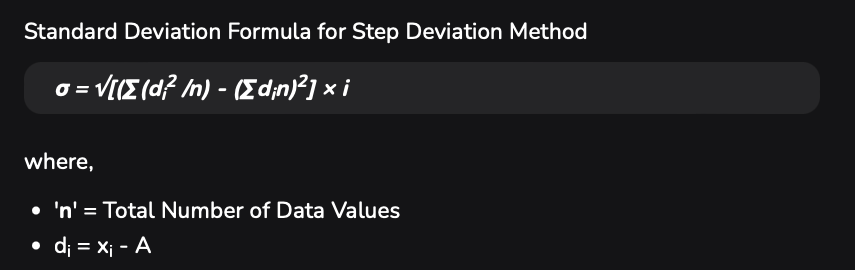 Standard Deviation Formula for Step Deviation Method
σ = √[(∑(dᵢ² /n) - (∑dᵢn)²] × i
where,
• 'n' = Total Number of Data Values
• dᵢ = xᵢ - A